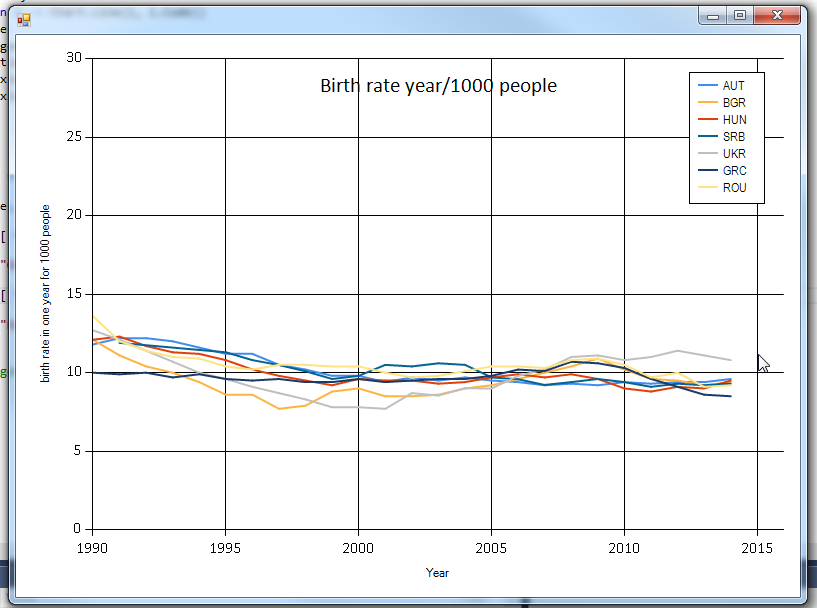 Birth rate year/1000 people
AUT
BGR
HUN
SRB
UKR
GRC
ROU
30
25
20
15
10
5
0
birth rate in one year for 1000 people
1990
1995
2000
2005
2010
2015
Year